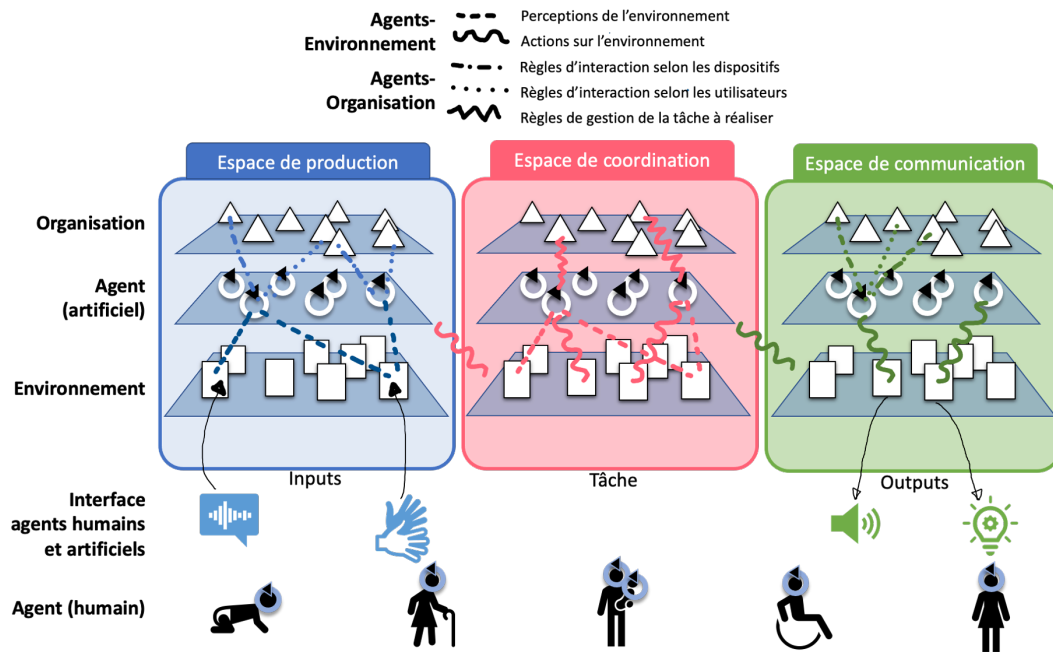 Agents-
Environnement
Perceptions de l’environnement
Actions sur l’environnement
Agents-
Organisation
Règles d’interaction selon les dispositifs
Règles d’interaction selon les utilisateurs
Règles de gestion de la tâche à réaliser
Espace de production
Espace de coordination
Espace de communication
Organisation
Agent
(artificiel)
Environnement
Inputs
Tâche
Outputs
Interface
agents humains
et artificiels
Agent (humain)